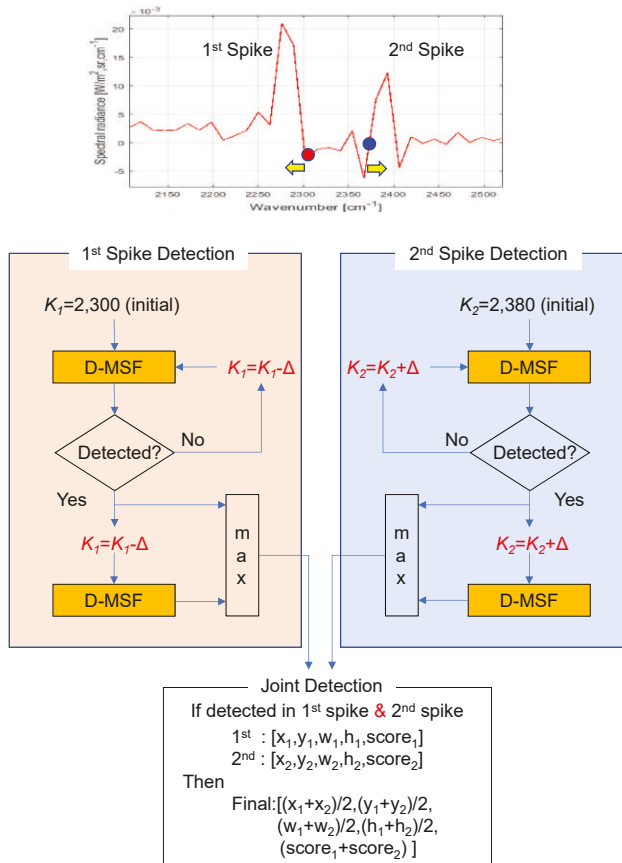 ×10⁻³
20
15
10
5
0
-5
Spectral radiance [W/m²,sr,cm⁻¹]
1st Spike
2nd Spike
2150 2200 2250 2300 2350 2400 2450 2500
Wavenumber [cm⁻¹]
1st Spike Detection
K₁=2,300 (initial)
D-MSF
K₁=K₁-Δ
Detected?
No
Yes
K₁=K₁-Δ
D-MSF
max
2nd Spike Detection
K₂=2,380 (initial)
K₂=K₂+Δ
D-MSF
No
Detected?
Yes
max
K₂=K₂+Δ
D-MSF
Joint Detection
If detected in 1st spike & 2nd spike
1st : [x₁,y₁,w₁,h₁,score₁]
2nd : [x₂,y₂,w₂,h₂,score₂]
Then
Final:[(x₁+x₂)/2,(y₁+y₂)/2,
(w₁+w₂)/2,(h₁+h₂)/2,
(score₁+score₂) ]